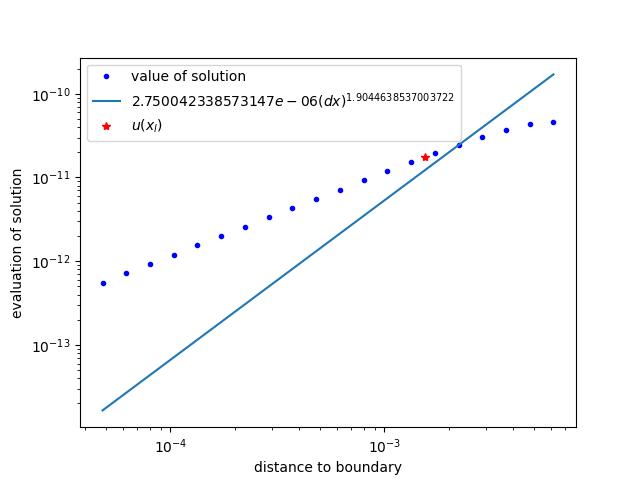 value of solution
2.750042338573147e − 06(dx)^1.9044638537003722
u(x_l)
10^−10
10^−11
10^−12
10^−13
evaluation of solution
10^−4
10^−3
distance to boundary